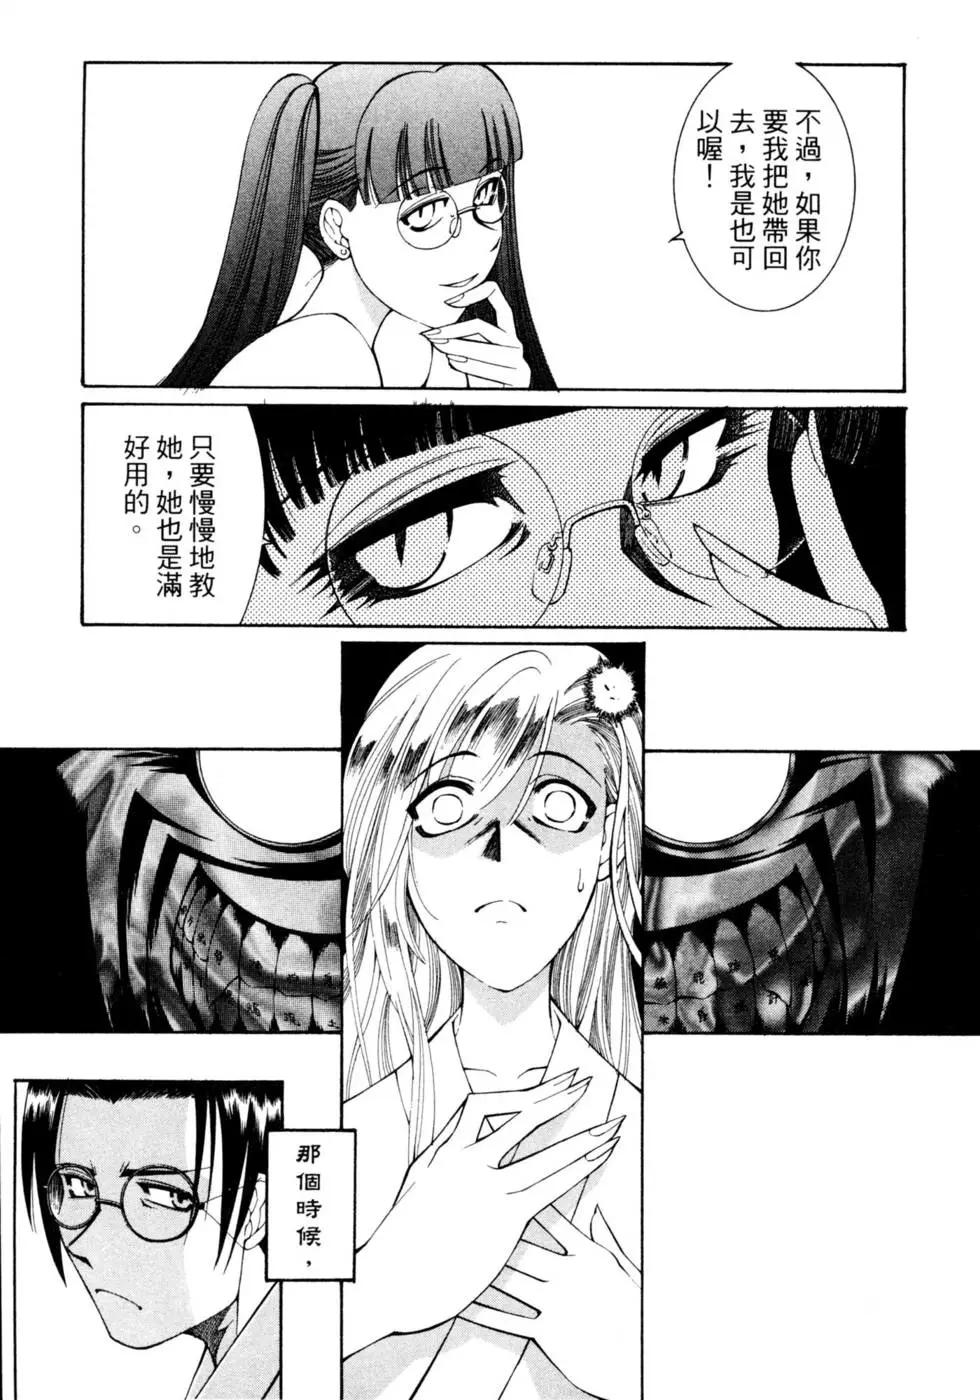 不過，如果你
要我把她帶回
去，我是也可
以喔！
只要慢慢地教
她，她也是滿
好用的。
那個時候，